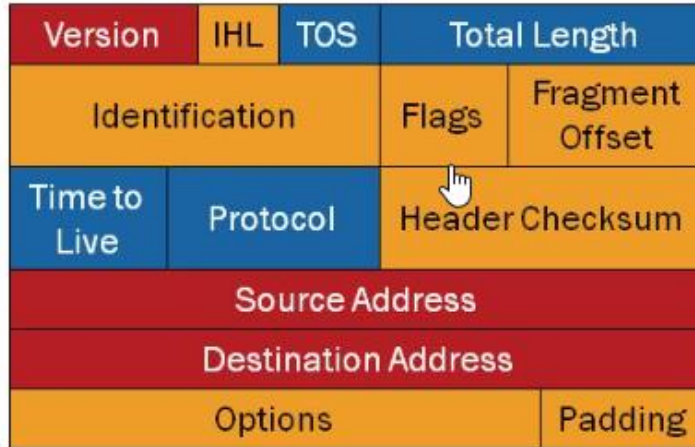 Version IHL TOS Total Length
Identification Flags Fragment Offset
Time to Live Protocol Header Checksum
Source Address
Destination Address
Options Padding